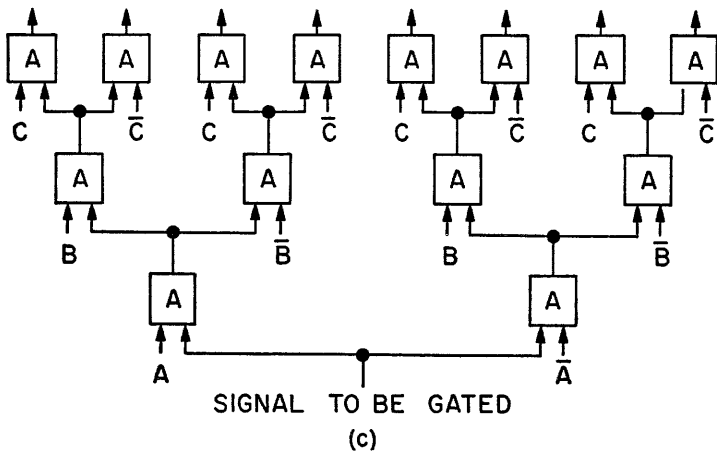 A A A A A A A A
C C̅ C C̅ C C̅ C C̅
A A A A
B B̅ B B̅
A A
A A̅
SIGNAL TO BE GATED
(c)